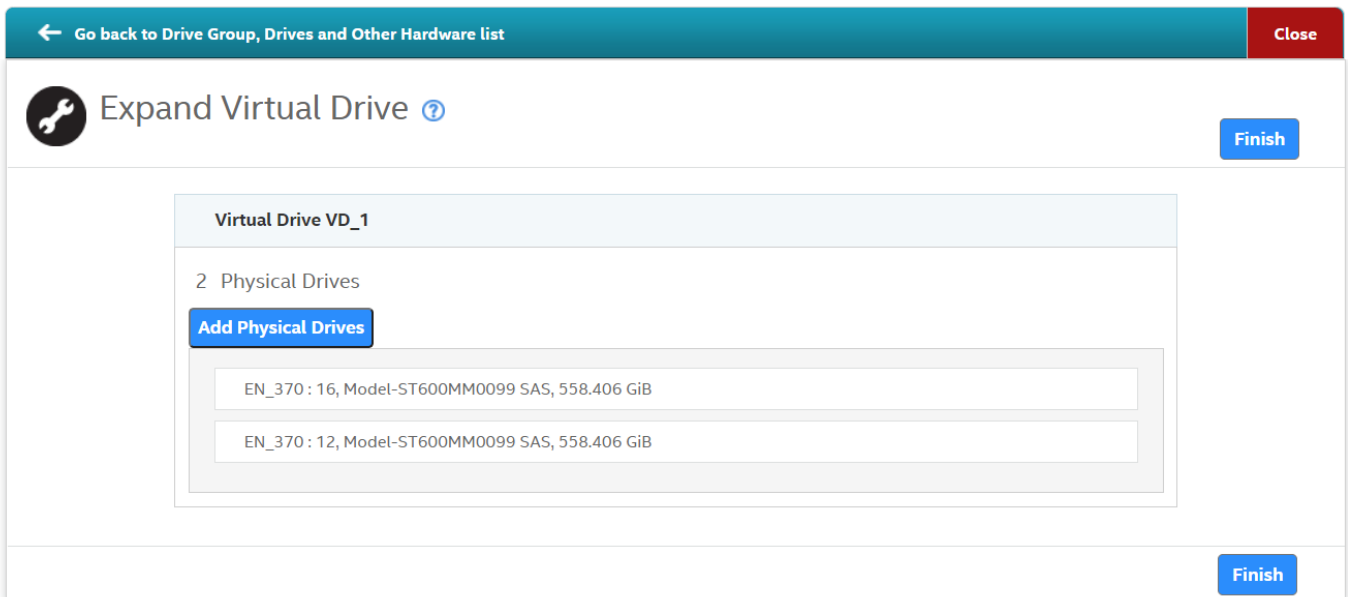 Go back to Drive Group, Drives and Other Hardware list
Close
Expand Virtual Drive ?
Finish
Virtual Drive VD_1
2 Physical Drives
Add Physical Drives
EN_370 : 16, Model-ST600MM0099 SAS, 558.406 GiB
EN_370 : 12, Model-ST600MM0099 SAS, 558.406 GiB
Finish